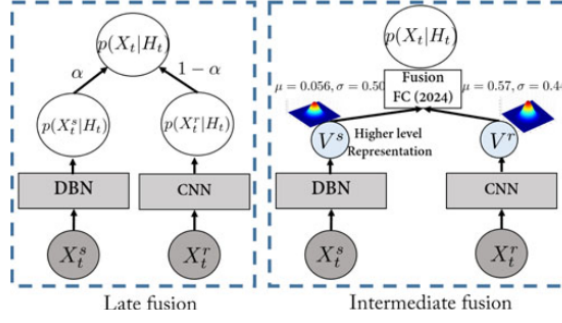 p(X_t|H_t)
α
1 − α
p(X_t^s|H_t)
p(X_t^r|H_t)
DBN
CNN
X_t^s
X_t^r
Late fusion
p(X_t|H_t)
μ = 0.056, σ = 0.50
Fusion
FC (2024)
μ = 0.57, σ = 0.44
V^s
Higher level
Representation
V^r
DBN
CNN
X_t^s
X_t^r
Intermediate fusion